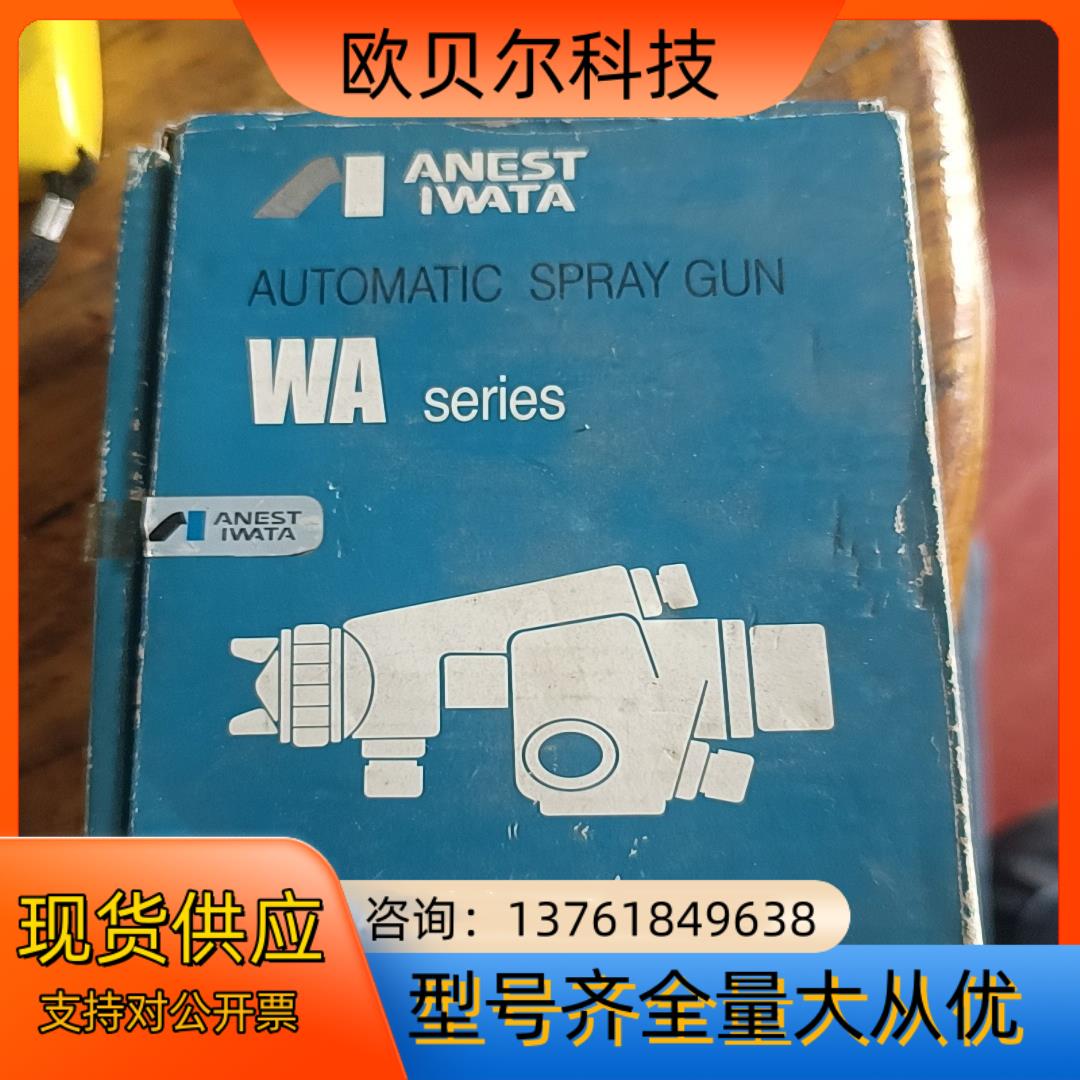 欧贝尔科技
ANEST
IWATA
AUTOMATIC SPRAY GUN
WA series
ANEST
IWATA
现货供应
咨询：13761849638
支持对公开票
型号齐全量大从优